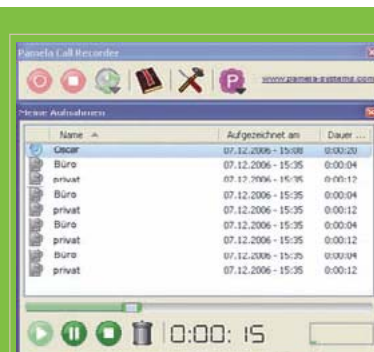 Pamela Call Recorder
www.pamela-systems.com
Meine Aufnahmen
Name Aufgezeichnet am Dauer ...
Oscar 07.12.2006 - 15:08 0:00:20
Büro 07.12.2006 - 15:35 0:00:04
privat 07.12.2006 - 15:35 0:00:12
Büro 07.12.2006 - 15:35 0:00:04
privat 07.12.2006 - 15:35 0:00:12
Büro 07.12.2006 - 15:35 0:00:04
privat 07.12.2006 - 15:35 0:00:12
Büro 07.12.2006 - 15:35 0:00:04
privat 07.12.2006 - 15:35 0:00:12
0:00: 15